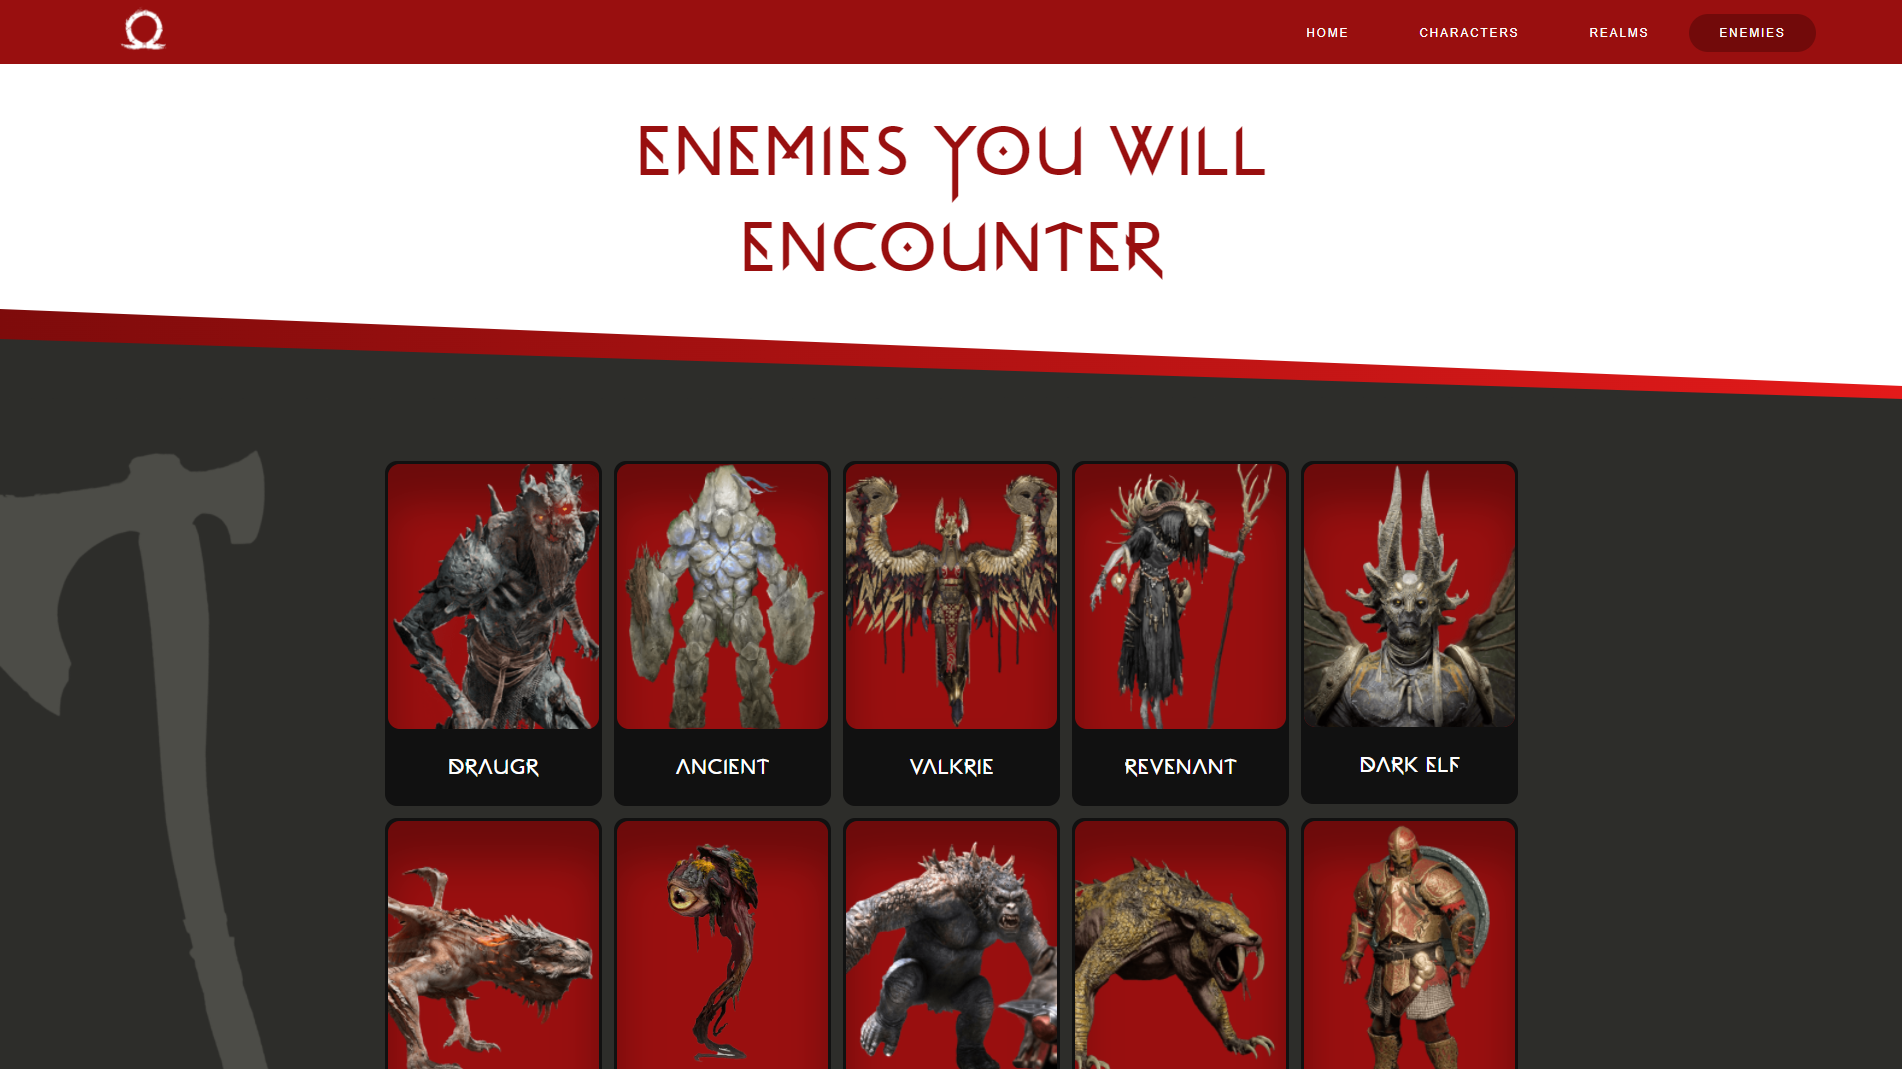 HOME CHARACTERS REALMS ENEMIES
ENEMIES YOU WILL
ENCOUNTER
DRAUGR
ANCIENT
VALKRIE
REVENANT
DARK ELF